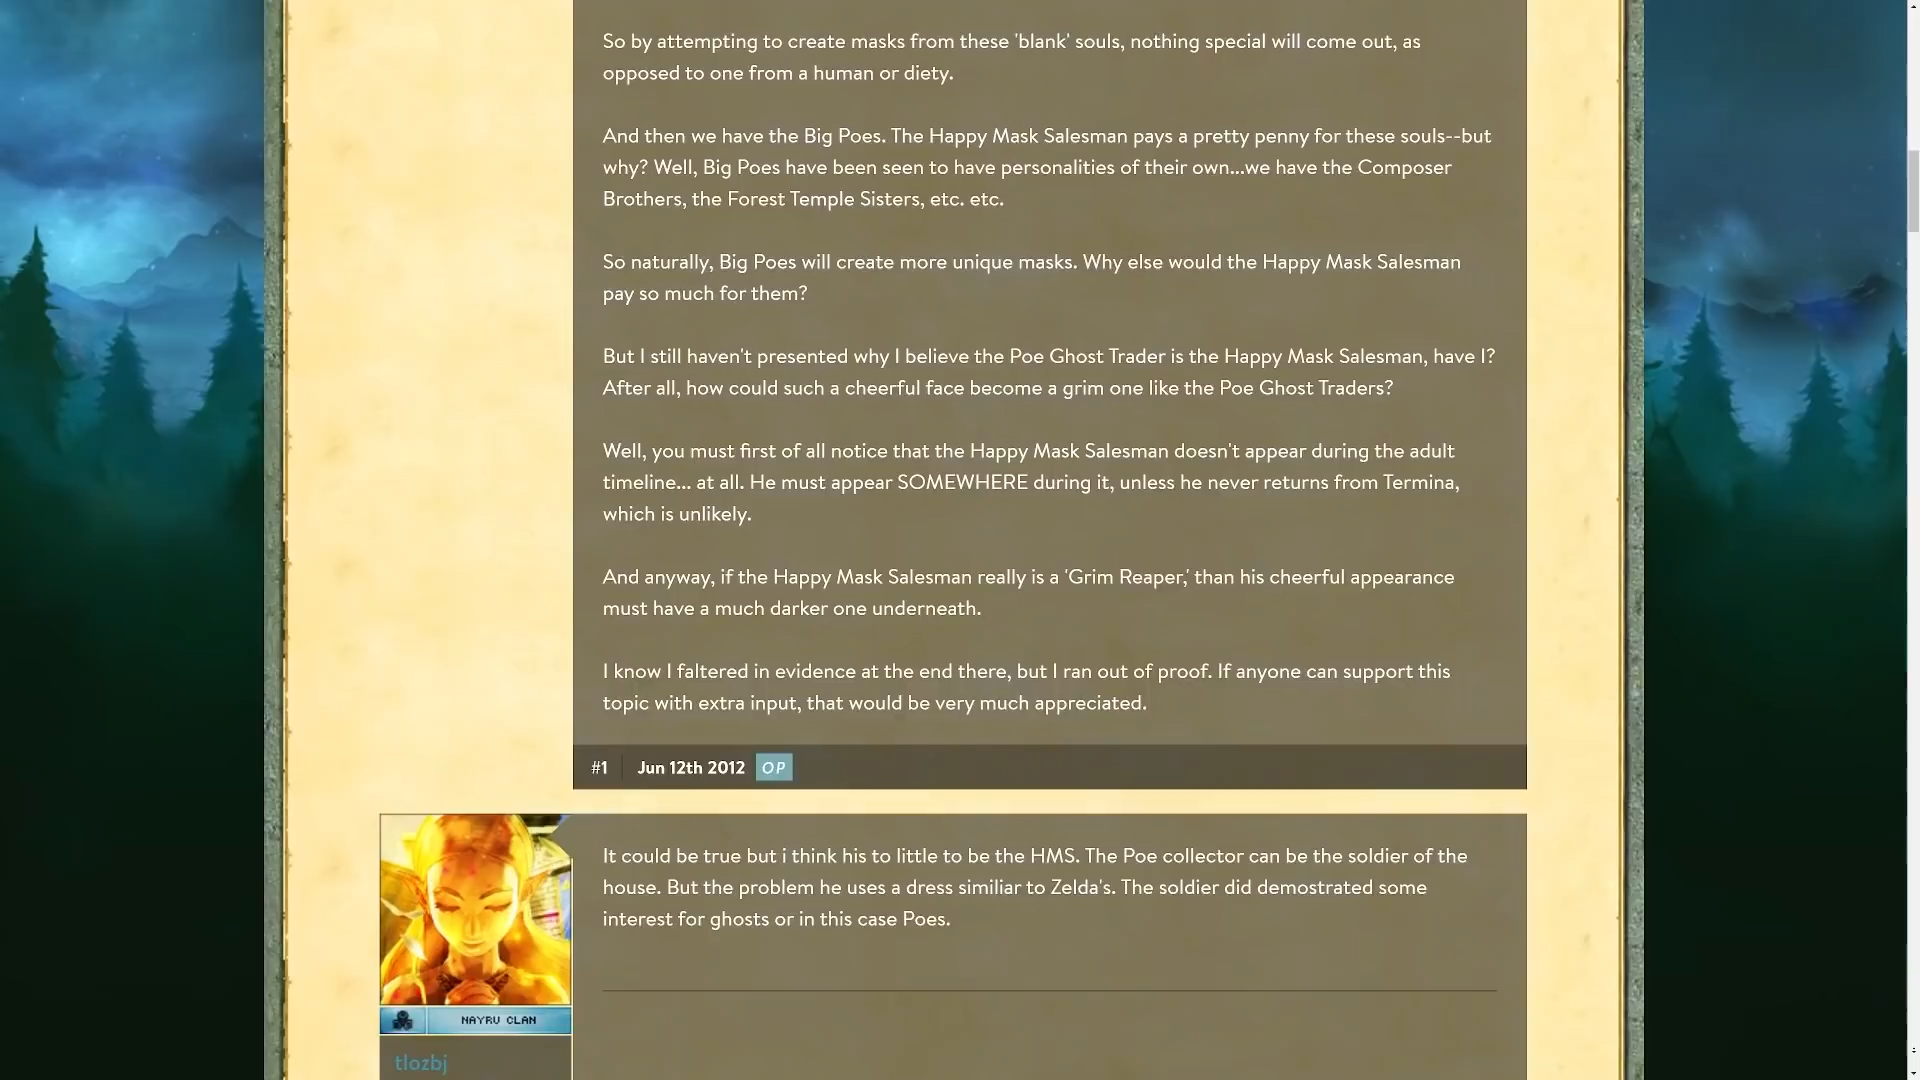 So by attempting to create masks from these 'blank' souls, nothing special will come out, as
opposed to one from a human or diety.
And then we have the Big Poes. The Happy Mask Salesman pays a pretty penny for these souls--but
why? Well, Big Poes have been seen to have personalities of their own...we have the Composer
Brothers, the Forest Temple Sisters, etc. etc.
So naturally, Big Poes will create more unique masks. Why else would the Happy Mask Salesman
pay so much for them?
But I still haven't presented why I believe the Poe Ghost Trader is the Happy Mask Salesman, have I?
After all, how could such a cheerful face become a grim one like the Poe Ghost Traders?
Well, you must first of all notice that the Happy Mask Salesman doesn't appear during the adult
timeline... at all. He must appear SOMEWHERE during it, unless he never returns from Termina,
which is unlikely.
And anyway, if the Happy Mask Salesman really is a 'Grim Reaper,' than his cheerful appearance
must have a much darker one underneath.
I know I faltered in evidence at the end there, but I ran out of proof. If anyone can support this
topic with extra input, that would be very much appreciated.
#1 Jun 12th 2012 OP
It could be true but i think his to little to be the HMS. The Poe collector can be the soldier of the
house. But the problem he uses a dress similiar to Zelda's. The soldier did demostrated some
interest for ghosts or in this case Poes.
NAYRU CLAN
tlozbj